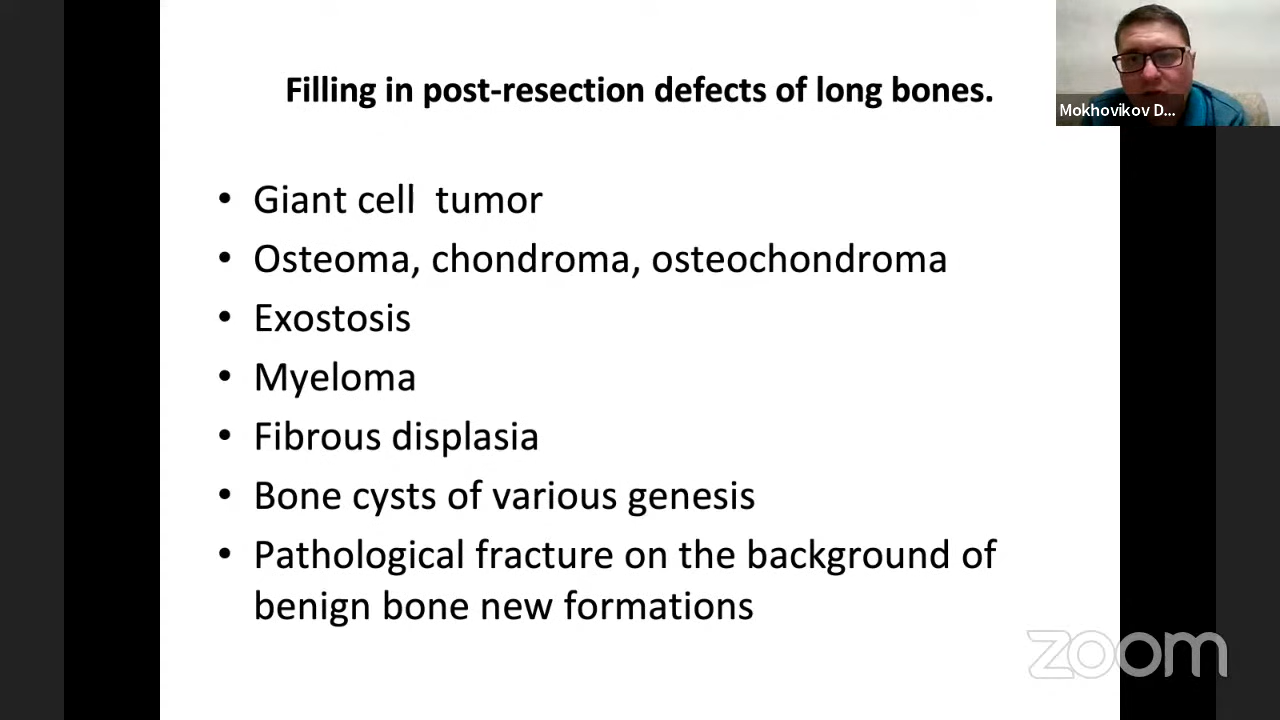 Filling in post-resection defects of long bones.
Mokhovikov D...
• Giant cell  tumor
• Osteoma, chondroma, osteochondroma
• Exostosis
• Myeloma
• Fibrous displasia
• Bone cysts of various genesis
• Pathological fracture on the background of
benign bone new formations
zoom